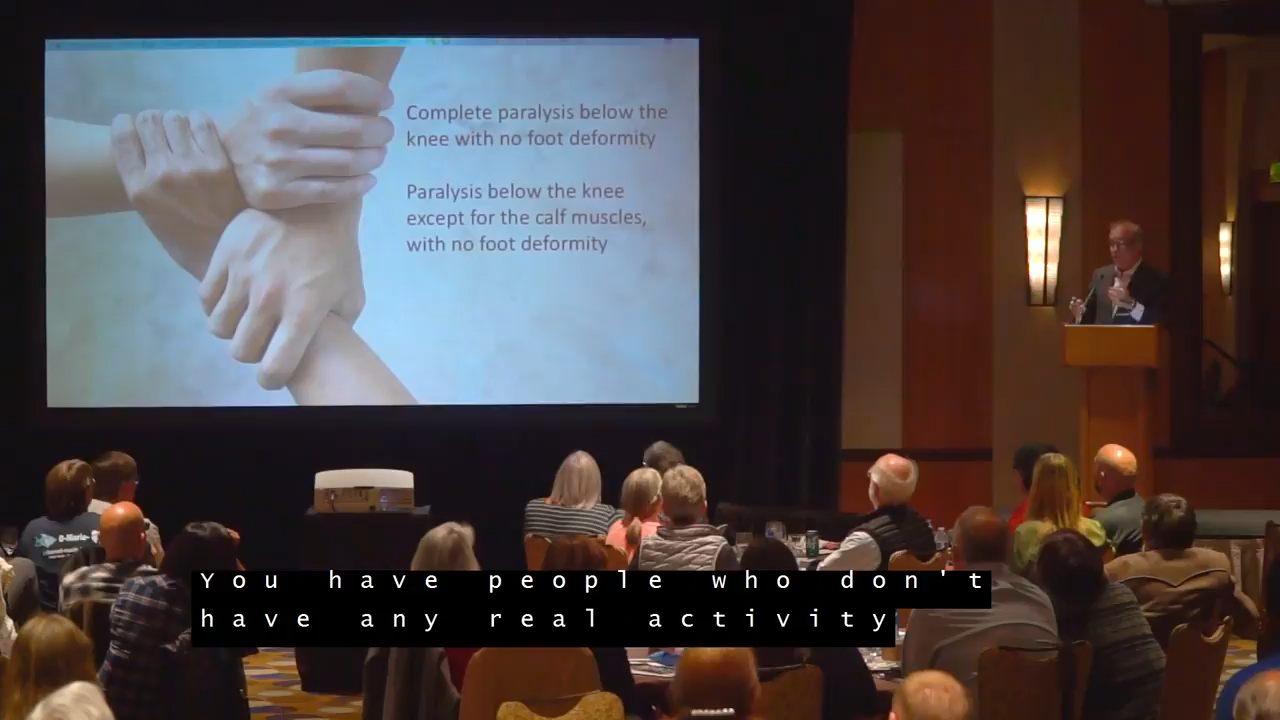 Complete paralysis below the
knee with no foot deformity
Paralysis below the knee
except for the calf muscles,
with no foot deformity
You have people who don't
have any real activity